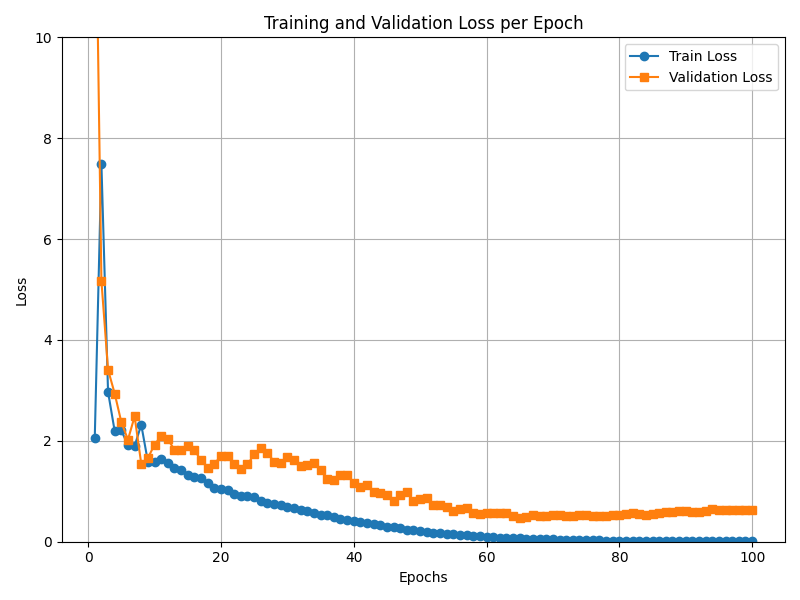 Training and Validation Loss per Epoch
Train Loss
Validation Loss
Loss
10
8
6
4
2
0
0 20 40 60 80 100
Epochs